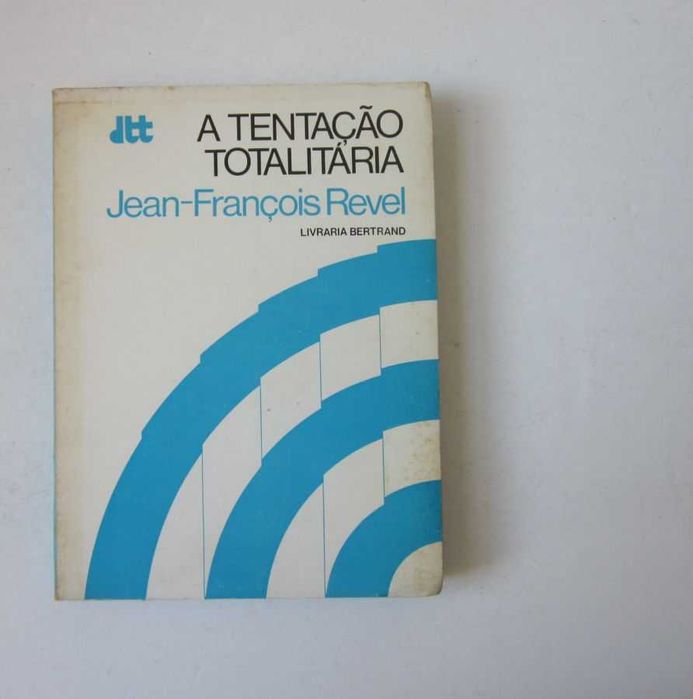 dtt
A TENTAÇÃO
TOTALITÁRIA
Jean-François Revel
LIVRARIA BERTRAND